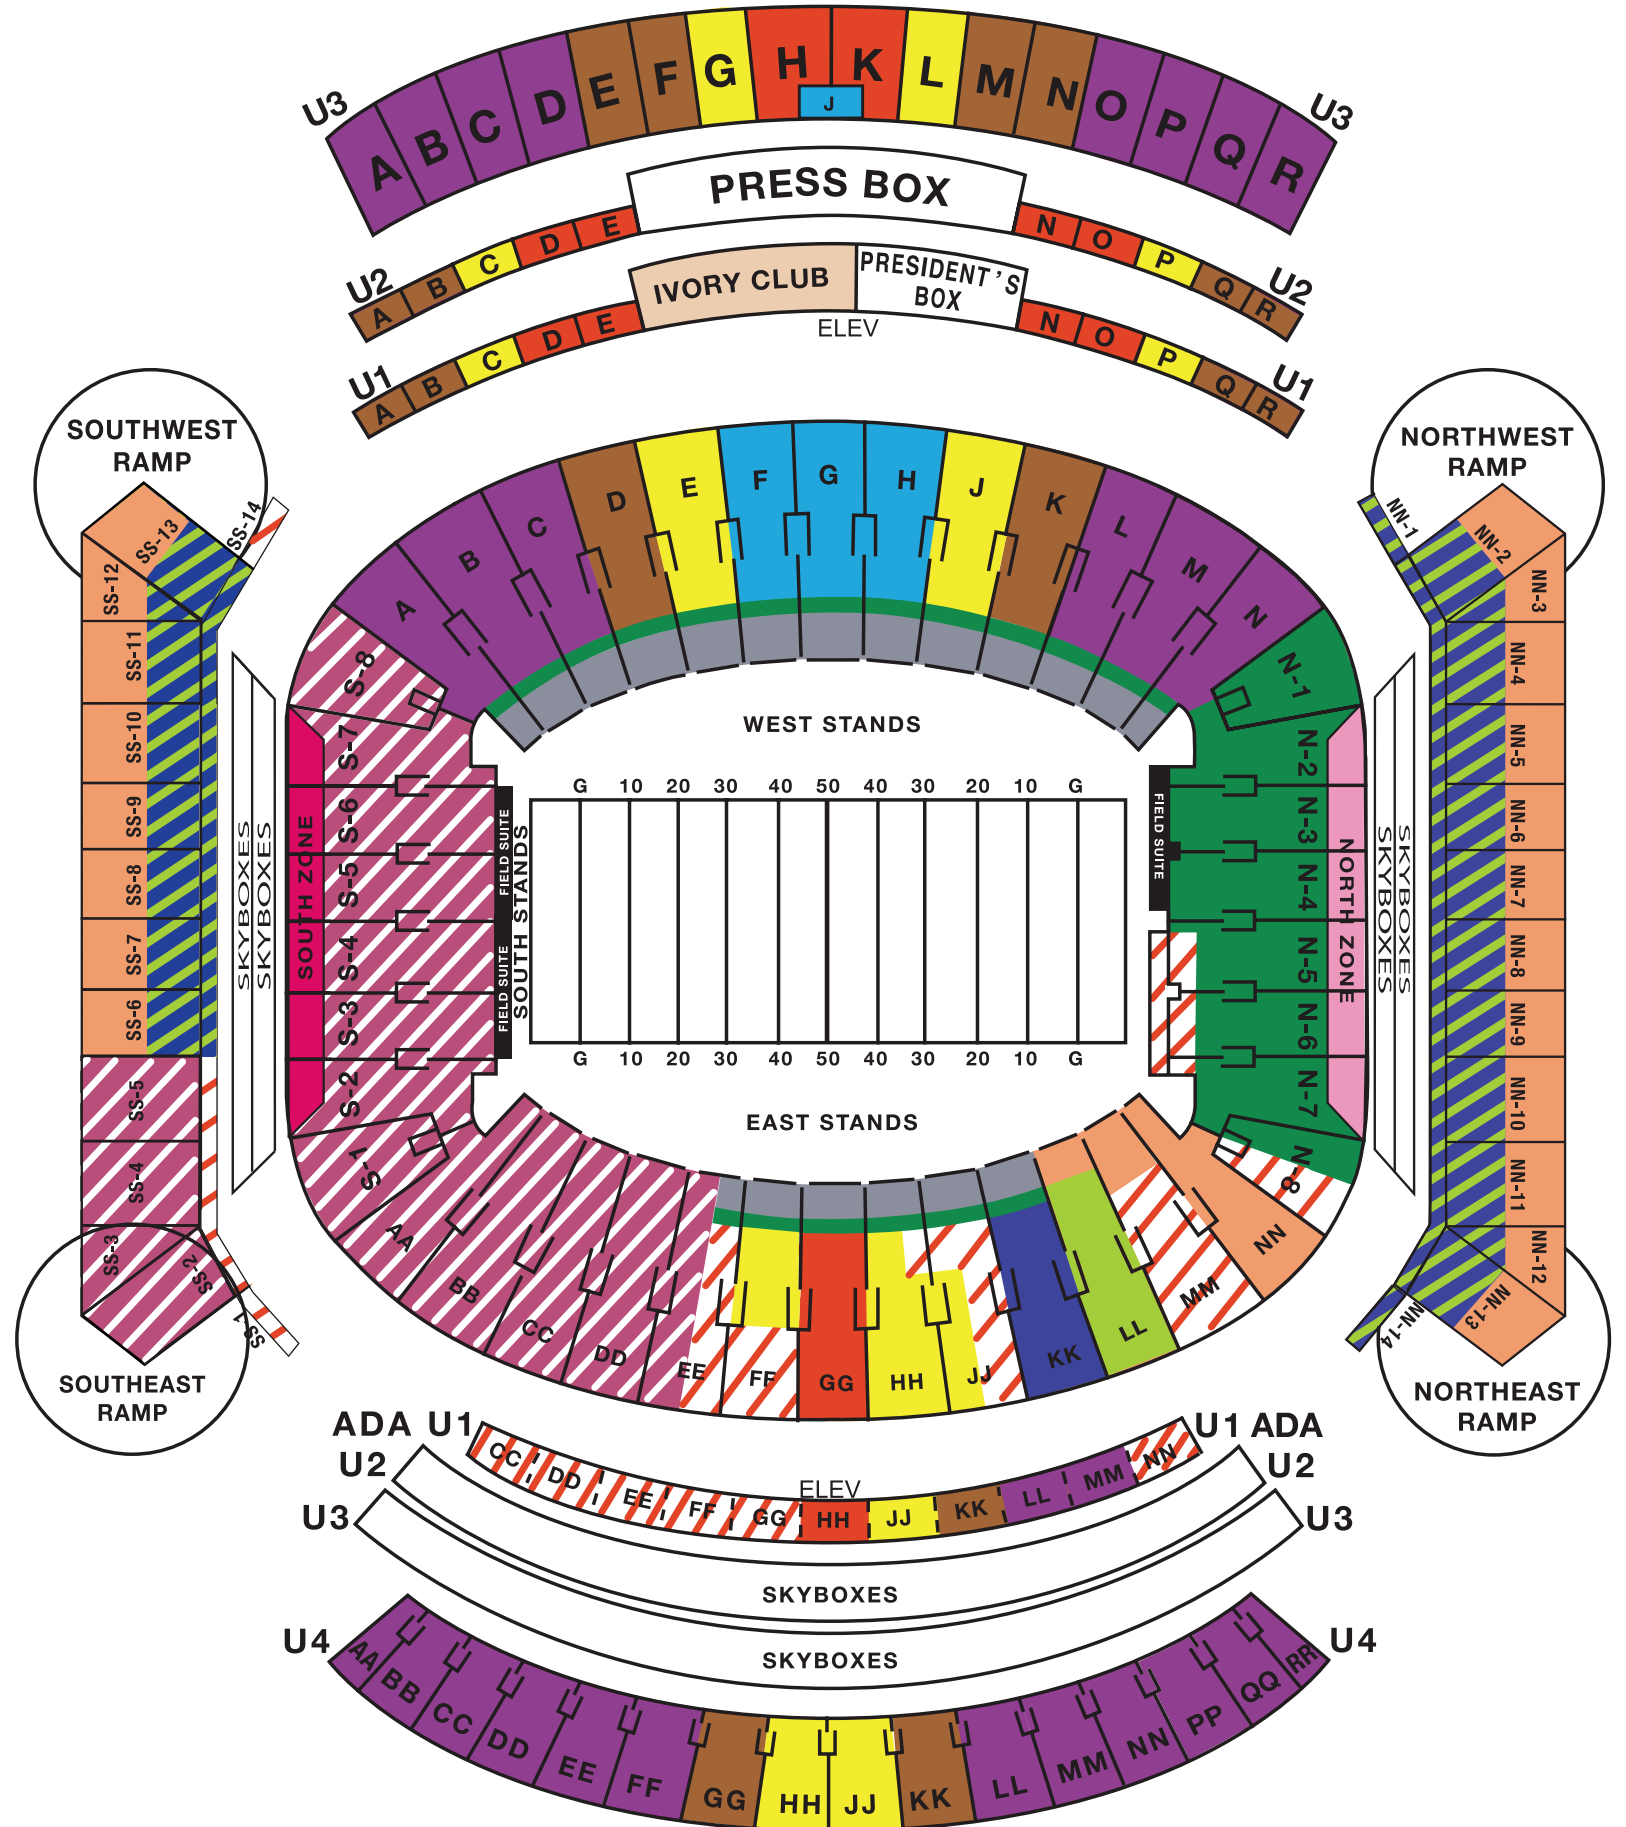 U3
A
B
C
D
E
F
G
H
K
L
M
N
O
P
Q
R
U3
J
PRESS BOX
U2
A
B
C
D
E
N
O
P
Q
R
U2
IVORY CLUB
PRESIDENT'S
BOX
ELEV
U1
A
B
C
D
E
N
O
P
Q
R
U1
SOUTHWEST
RAMP
NORTHWEST
RAMP
A
B
C
D
E
F
G
H
J
K
L
M
N
SS-14
SS-13
SS-12
SS-11
SS-10
SS-9
SS-8
SS-7
SS-6
SS-5
SS-4
SS-3
SS-2
SS-1
SKYBOXES
SKYBOXES
SOUTH ZONE
S-8
S-7
S-6
S-5
S-4
S-3
S-2
S-1
FIELD SUITE
FIELD SUITE
SOUTH STANDS
WEST STANDS
G 10 20 30 40 50 40 30 20 10 G
G 10 20 30 40 50 40 30 20 10 G
EAST STANDS
FIELD SUITE
N-1
N-2
N-3
N-4
N-5
N-6
N-7
N-8
NORTH ZONE
SKYBOXES
SKYBOXES
NN-1
NN-2
NN-3
NN-4
NN-5
NN-6
NN-7
NN-8
NN-9
NN-10
NN-11
NN-12
NN-13
NN-14
AA
BB
CC
DD
EE
FF
GG
HH
JJ
KK
LL
MM
NN
SOUTHEAST
RAMP
NORTHEAST
RAMP
ADA U1
CC
DD
EE
FF
GG
HH
JJ
KK
LL
MM
NN
U1 ADA
ELEV
U2
U2
SKYBOXES
U3
U3
SKYBOXES
U4
AA
BB
CC
DD
EE
FF
GG
HH
JJ
KK
LL
MM
NN
PP
QQ
RR
U4